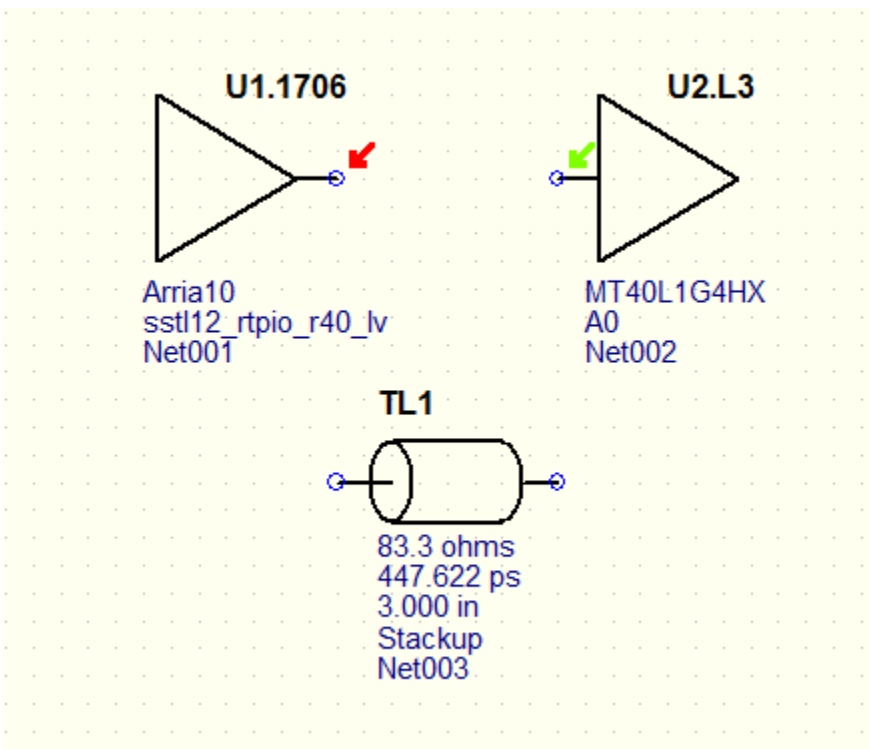 U1.1706
U2.L3
Arria10
sstl12_rtpio_r40_lv
Net001
MT40L1G4HX
A0
Net002
TL1
83.3 ohms
447.622 ps
3.000 in
Stackup
Net003